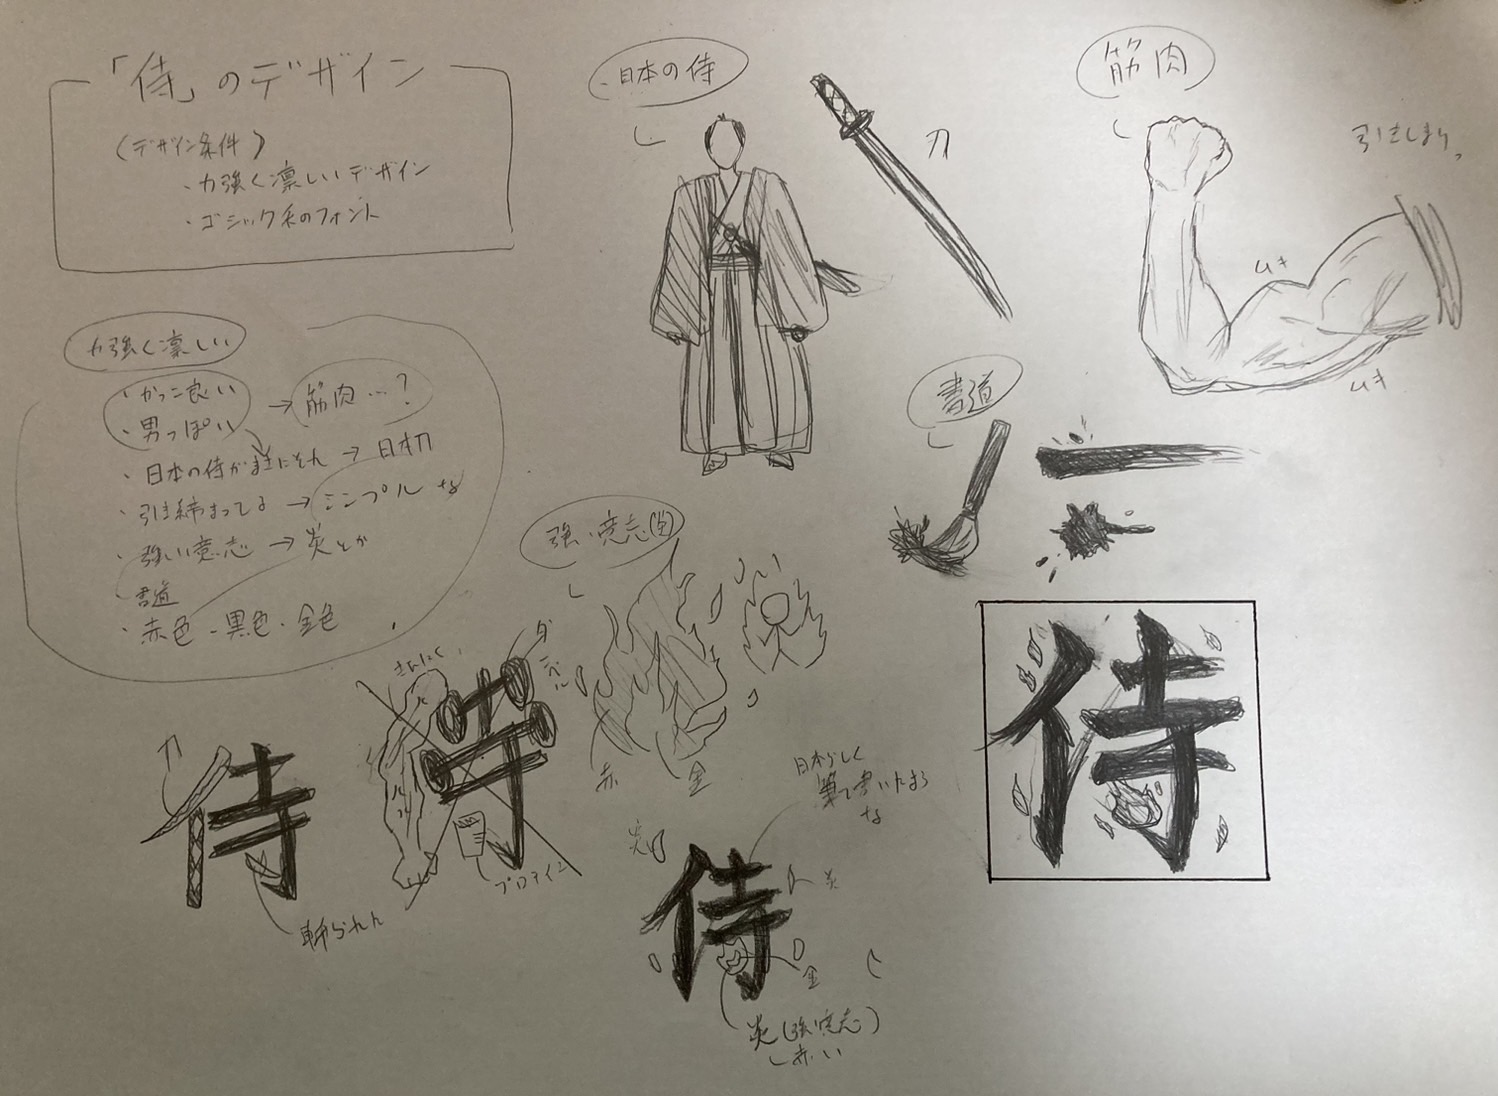 「侍」のデザイン
(デザイン条件)
・力強く凛しいデザイン
・ゴシック系のフォント
力強く凛しい
・かっこ良い
・男っぽい
→筋肉…?
・日本の侍がまさにそれ→日本刀
・引き締まってる→シンプルな
・強い意志→炎とか
・書道
・赤色・黒色・金色
・日本の侍
刀
筋肉
引きしまり
ムキ
ムキ
書道
強い意志
赤
金
刀
侍
斬られた
きんにく
ダンベル
侍
プロテイン
日本らしく
筆で書いたよう
な
炎
侍
炎
金
炎(強い意志)
赤い
侍